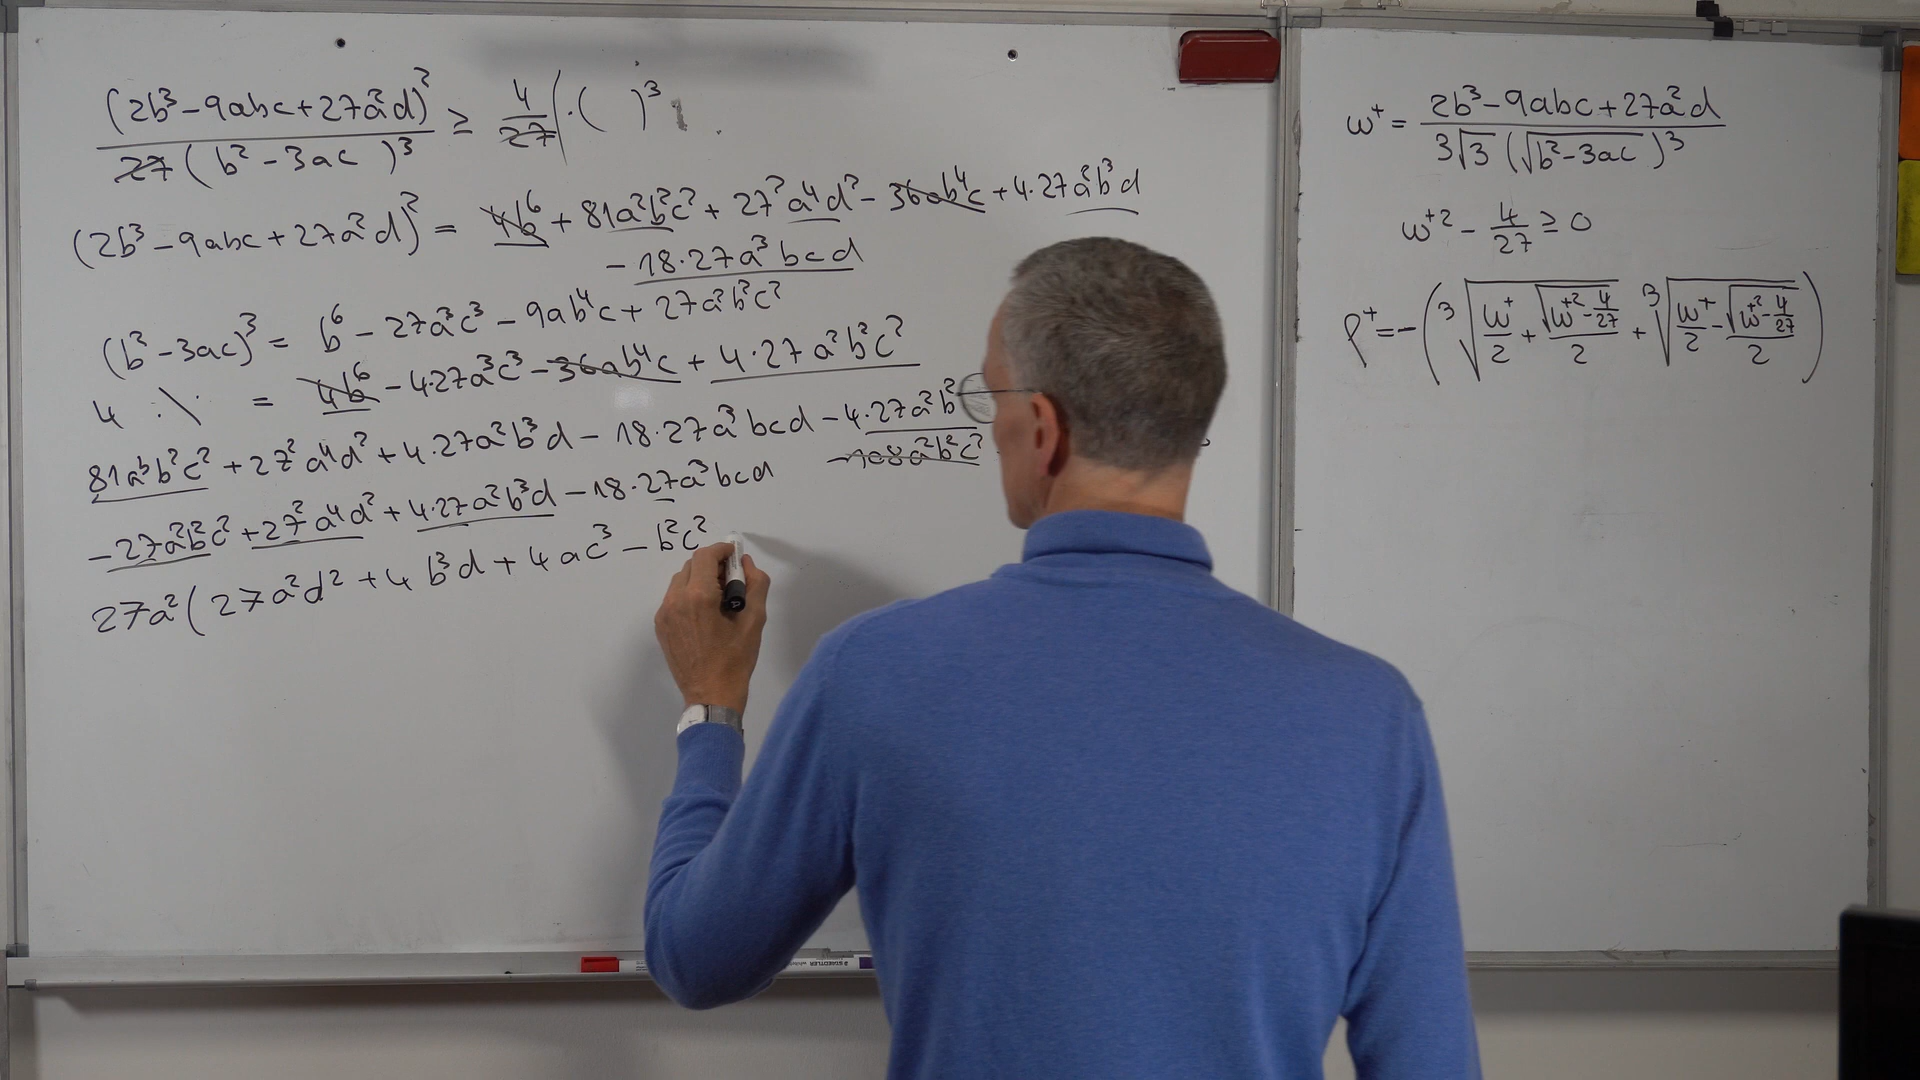 (2b³ - 9abc + 27a²d)² / 27(b² - 3ac)³ ≥ 4/27 | · ( )³
(2b³ - 9abc + 27a²d)² = 4b⁶ + 81a²b²c² + 27²a⁴d² - 36ab⁴c + 4·27a²b³d
- 18·27a³bcd
(b² - 3ac)³ = b⁶ - 27a³c³ - 9ab⁴c + 27a²b²c²
4 ·\· = 4b⁶ - 4·27a³c³ - 36ab⁴c + 4·27a²b²c²
81a²b²c² + 27²a⁴d² + 4·27a²b³d - 18·27a³bcd - 4·27a²b²
- 108a²b²c²
- 27a²b²c² + 27²a⁴d² + 4·27a²b³d - 18·27a³bcd
27a²(27a²d² + 4b³d + 4ac³ - b²c²
w⁺ = (2b³ - 9abc + 27a²d) / 3√3 (√(b² - 3ac))³
w⁺² - 4/27 ≥ 0
ρ⁺ = -(³√(w⁺/2 + √(w⁺² - 4/27)/2) + ³√(w⁺/2 - √(w⁺² - 4/27)/2))
STAEDTLER